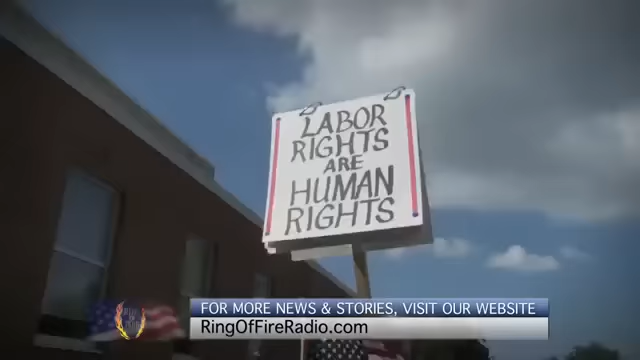 LABOR
RIGHTS
ARE
HUMAN
RIGHTS
FOR MORE NEWS & STORIES, VISIT OUR WEBSITE
RingOfFireRadio.com